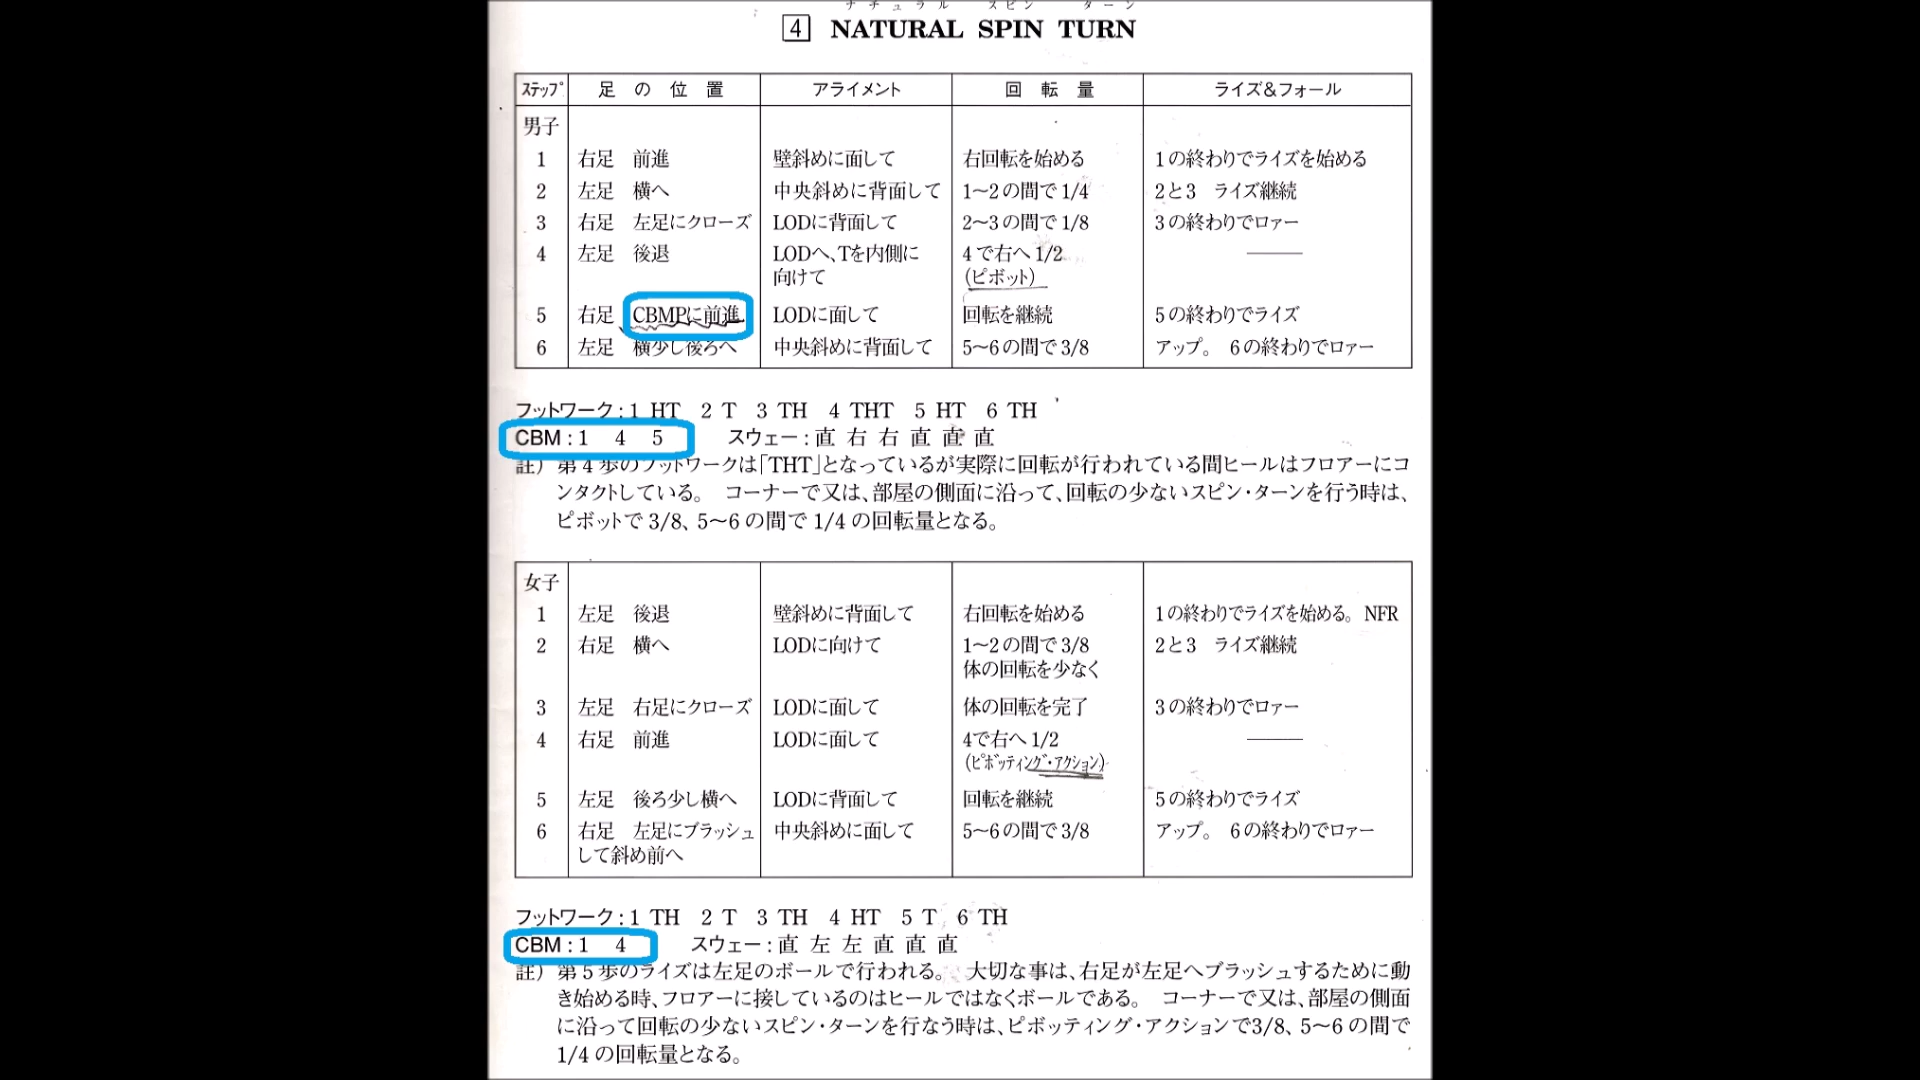 ナチュラル スピン ターン
4 NATURAL SPIN TURN
ステップ 足の位置 アライメント 回転量 ライズ&フォール
男子
1 右足 前進 壁斜めに面して 右回転を始める 1の終わりでライズを始める
2 左足 横へ 中央斜めに背面して 1〜2の間で1/4 2と3 ライズ継続
3 右足 左足にクローズ LODに背面して 2〜3の間で1/8 3の終わりでロァー
4 左足 後退 LODへ、Tを内側に 4で右へ1/2 ——
向けて (ピボット)
5 右足 CBMPに前進 LODに面して 回転を継続 5の終わりでライズ
6 左足 横少し後ろへ 中央斜めに背面して 5〜6の間で3/8 アップ。 6の終わりでロァー
フットワーク:1 HT 2 T 3 TH 4 THT 5 HT 6 TH
CBM:1 4 5 スウェー:直 右 右 直 直 直
註) 第4歩のフットワークは「THT」となっているが実際に回転が行われている間ヒールはフロアーにコ
ンタクトしている。 コーナーで又は、部屋の側面に沿って、回転の少ないスピン・ターンを行う時は、
ピボットで3/8、5〜6の間で1/4の回転量となる。
女子
1 左足 後退 壁斜めに背面して 右回転を始める 1の終わりでライズを始める。NFR
2 右足 横へ LODに向けて 1〜2の間で3/8 2と3 ライズ継続
体の回転を少なく
3 左足 右足にクローズ LODに面して 体の回転を完了 3の終わりでロァー
4 右足 前進 LODに面して 4で右へ1/2 ——
(ピボッティング・アクション)
5 左足 後ろ少し横へ LODに背面して 回転を継続 5の終わりでライズ
6 右足 左足にブラッシュ 中央斜めに面して 5〜6の間で3/8 アップ。 6の終わりでロァー
して斜め前へ
フットワーク:1 TH 2 T 3 TH 4 HT 5 T 6 TH
CBM:1 4 スウェー:直 左 左 直 直 直
註) 第5歩のライズは左足のボールで行われる。 大切な事は、右足が左足へブラッシュするために動
き始める時、フロアーに接しているのはヒールではなくボールである。 コーナーで又は、部屋の側面
に沿って回転の少ないスピン・ターンを行なう時は、ピボッティング・アクションで3/8、5〜6の間で
1/4の回転量となる。